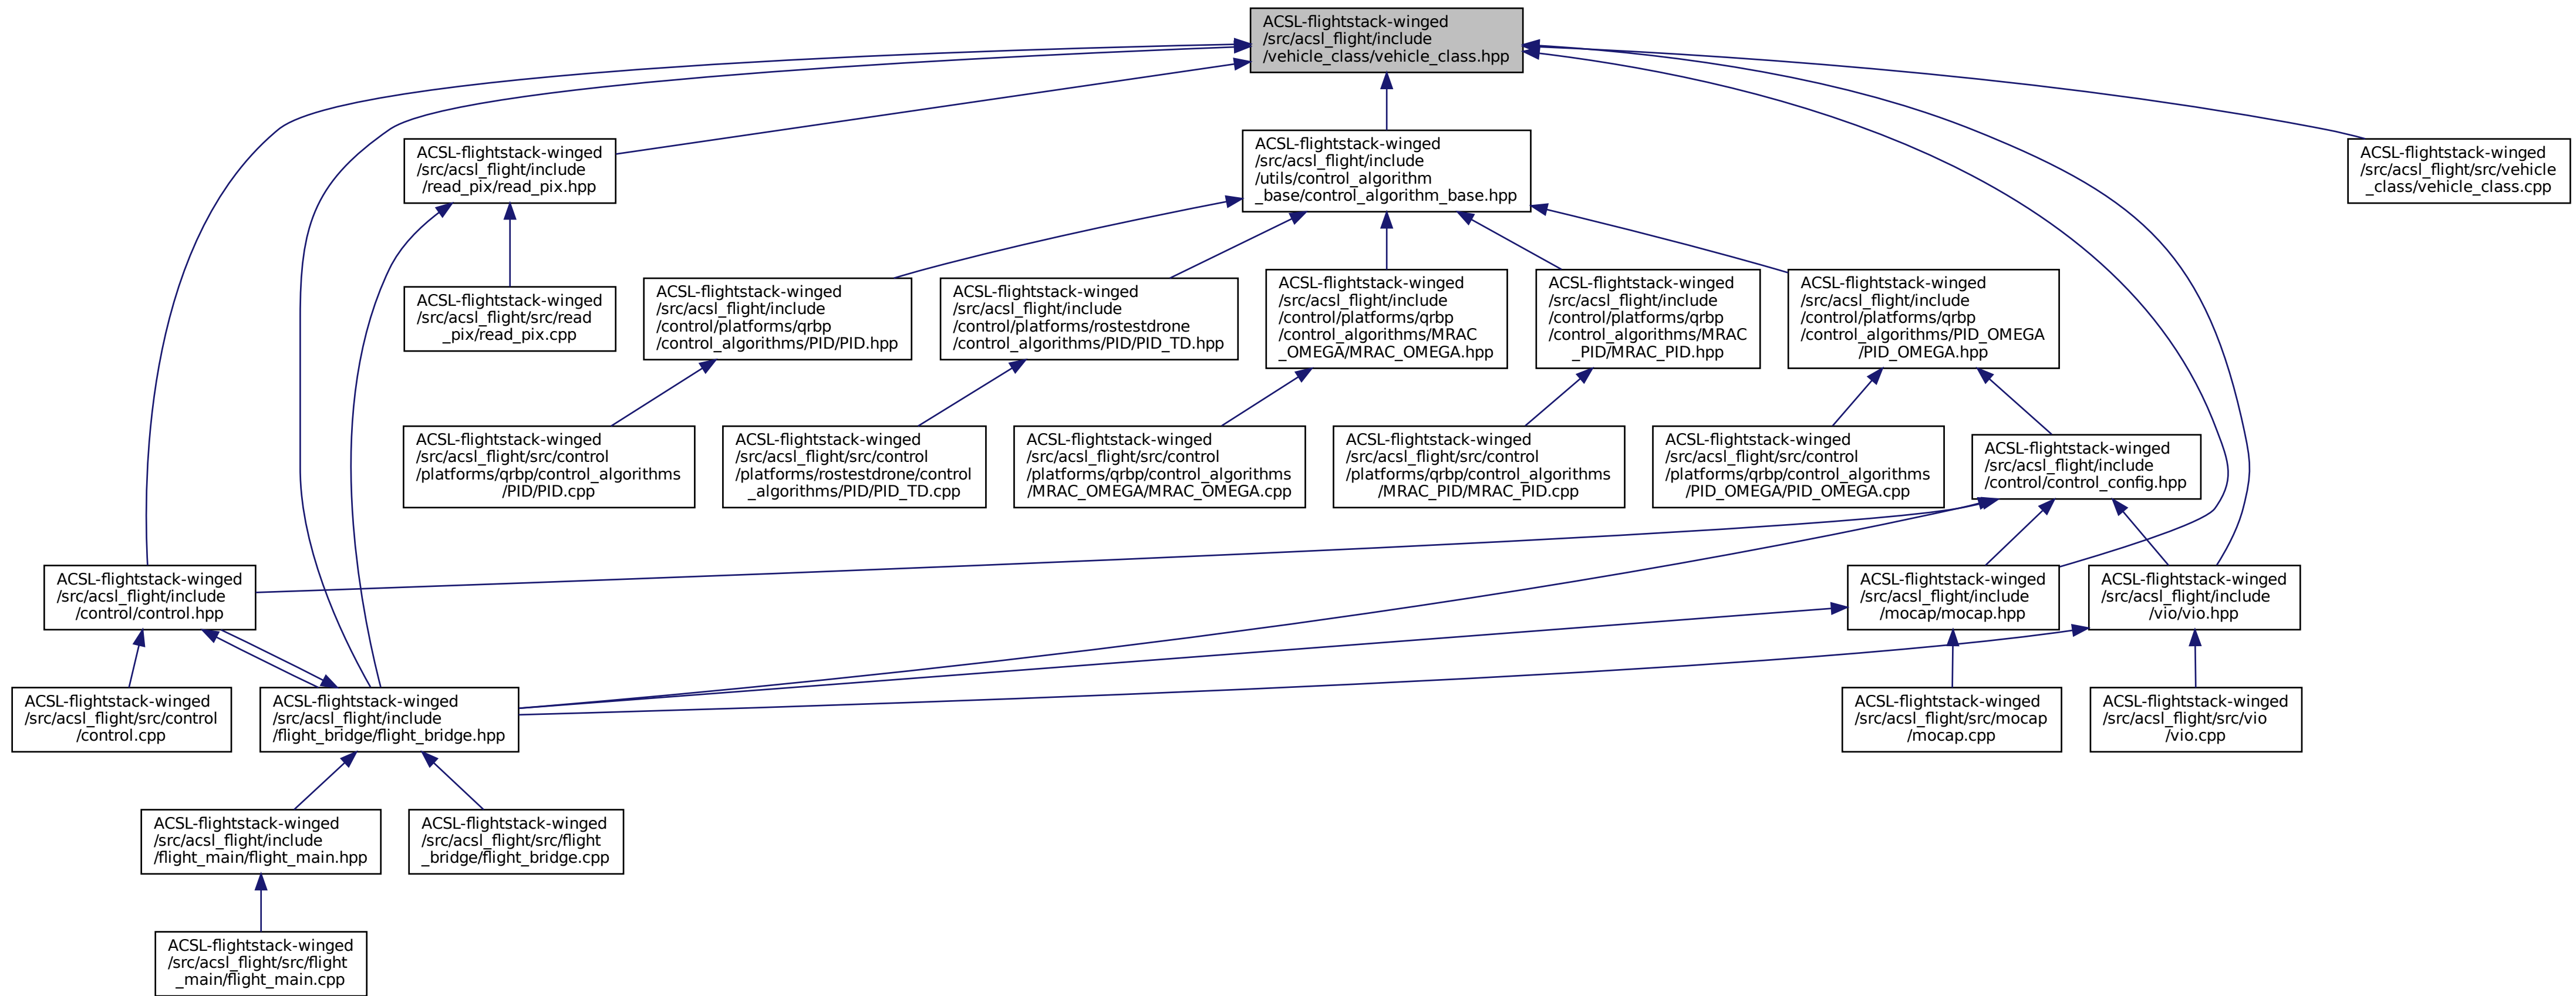 ACSL-flightstack-winged
/src/acsl_flight/include
/vehicle_class/vehicle_class.hpp
ACSL-flightstack-winged
/src/acsl_flight/include
/read_pix/read_pix.hpp
ACSL-flightstack-winged
/src/acsl_flight/include
/utils/control_algorithm
_base/control_algorithm_base.hpp
ACSL-flightstack-winged
/src/acsl_flight/src/vehicle
_class/vehicle_class.cpp
ACSL-flightstack-winged
/src/acsl_flight/src/read
_pix/read_pix.cpp
ACSL-flightstack-winged
/src/acsl_flight/include
/control/platforms/qrbp
/control_algorithms/PID/PID.hpp
ACSL-flightstack-winged
/src/acsl_flight/include
/control/platforms/rostestdrone
/control_algorithms/PID/PID_TD.hpp
ACSL-flightstack-winged
/src/acsl_flight/include
/control/platforms/qrbp
/control_algorithms/MRAC
_OMEGA/MRAC_OMEGA.hpp
ACSL-flightstack-winged
/src/acsl_flight/include
/control/platforms/qrbp
/control_algorithms/MRAC
_PID/MRAC_PID.hpp
ACSL-flightstack-winged
/src/acsl_flight/include
/control/platforms/qrbp
/control_algorithms/PID_OMEGA
/PID_OMEGA.hpp
ACSL-flightstack-winged
/src/acsl_flight/src/control
/platforms/qrbp/control_algorithms
/PID/PID.cpp
ACSL-flightstack-winged
/src/acsl_flight/src/control
/platforms/rostestdrone/control
_algorithms/PID/PID_TD.cpp
ACSL-flightstack-winged
/src/acsl_flight/src/control
/platforms/qrbp/control_algorithms
/MRAC_OMEGA/MRAC_OMEGA.cpp
ACSL-flightstack-winged
/src/acsl_flight/src/control
/platforms/qrbp/control_algorithms
/MRAC_PID/MRAC_PID.cpp
ACSL-flightstack-winged
/src/acsl_flight/src/control
/platforms/qrbp/control_algorithms
/PID_OMEGA/PID_OMEGA.cpp
ACSL-flightstack-winged
/src/acsl_flight/include
/control/control_config.hpp
ACSL-flightstack-winged
/src/acsl_flight/include
/control/control.hpp
ACSL-flightstack-winged
/src/acsl_flight/include
/mocap/mocap.hpp
ACSL-flightstack-winged
/src/acsl_flight/include
/vio/vio.hpp
ACSL-flightstack-winged
/src/acsl_flight/src/control
/control.cpp
ACSL-flightstack-winged
/src/acsl_flight/include
/flight_bridge/flight_bridge.hpp
ACSL-flightstack-winged
/src/acsl_flight/src/mocap
/mocap.cpp
ACSL-flightstack-winged
/src/acsl_flight/src/vio
/vio.cpp
ACSL-flightstack-winged
/src/acsl_flight/include
/flight_main/flight_main.hpp
ACSL-flightstack-winged
/src/acsl_flight/src/flight
_bridge/flight_bridge.cpp
ACSL-flightstack-winged
/src/acsl_flight/src/flight
_main/flight_main.cpp